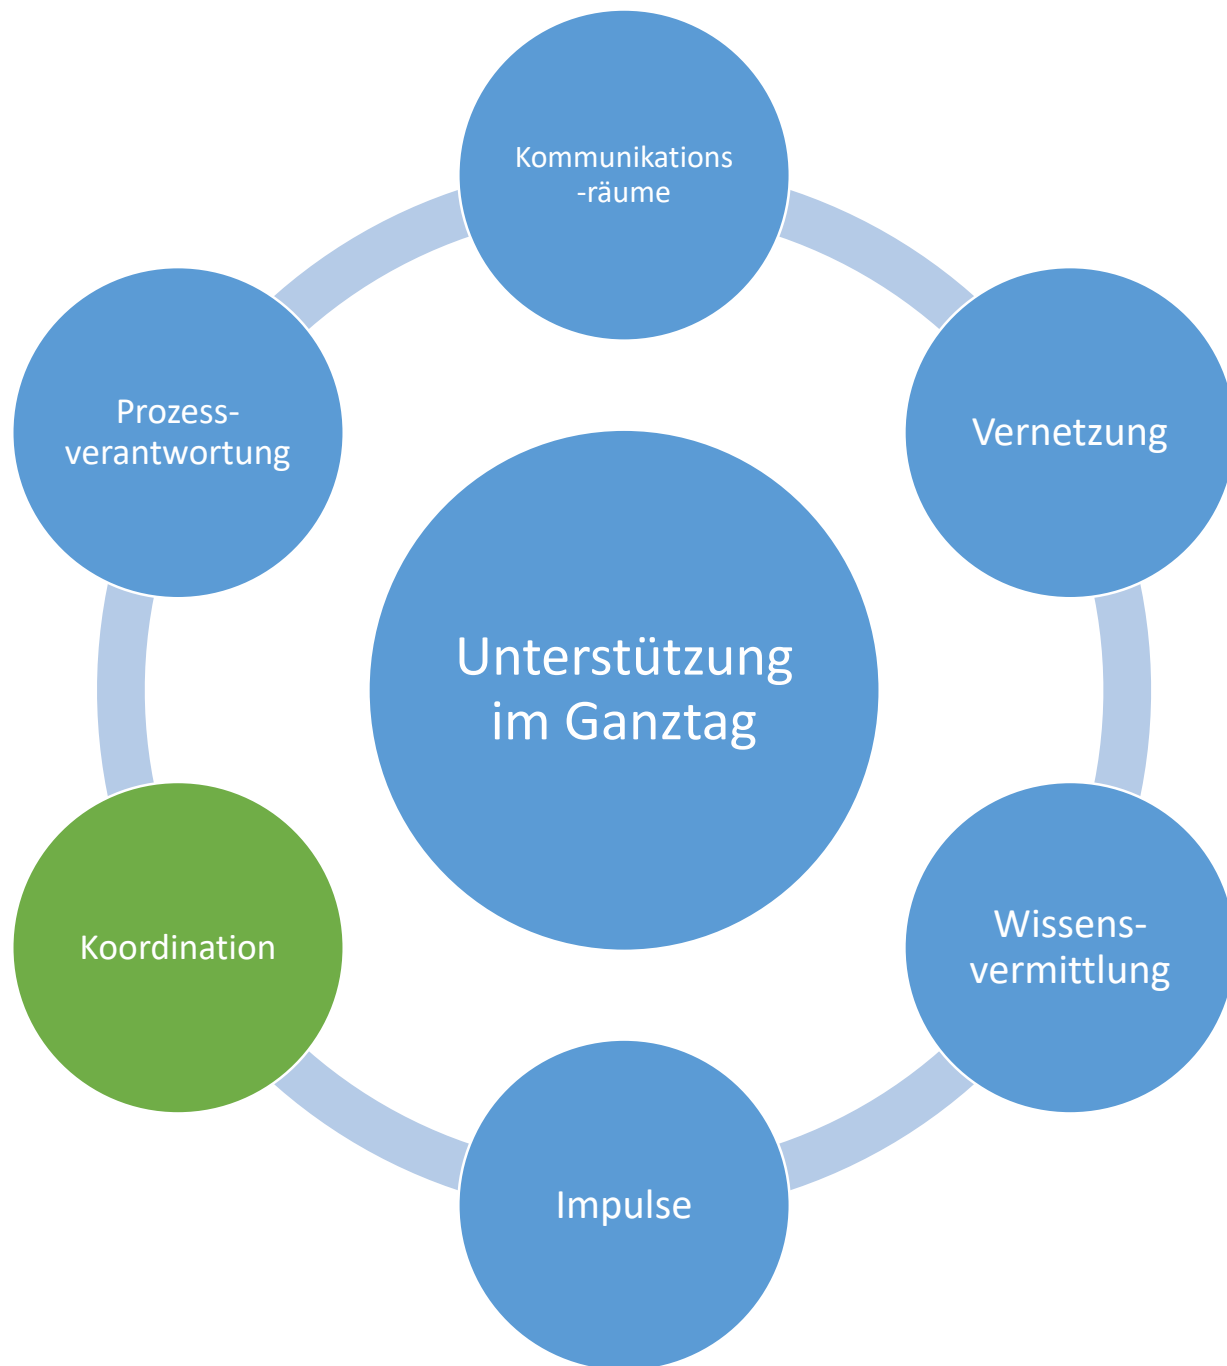 Kommunikations
-räume
Vernetzung
Wissens-
vermittlung
Impulse
Koordination
Prozess-
verantwortung
Unterstützung
im Ganztag